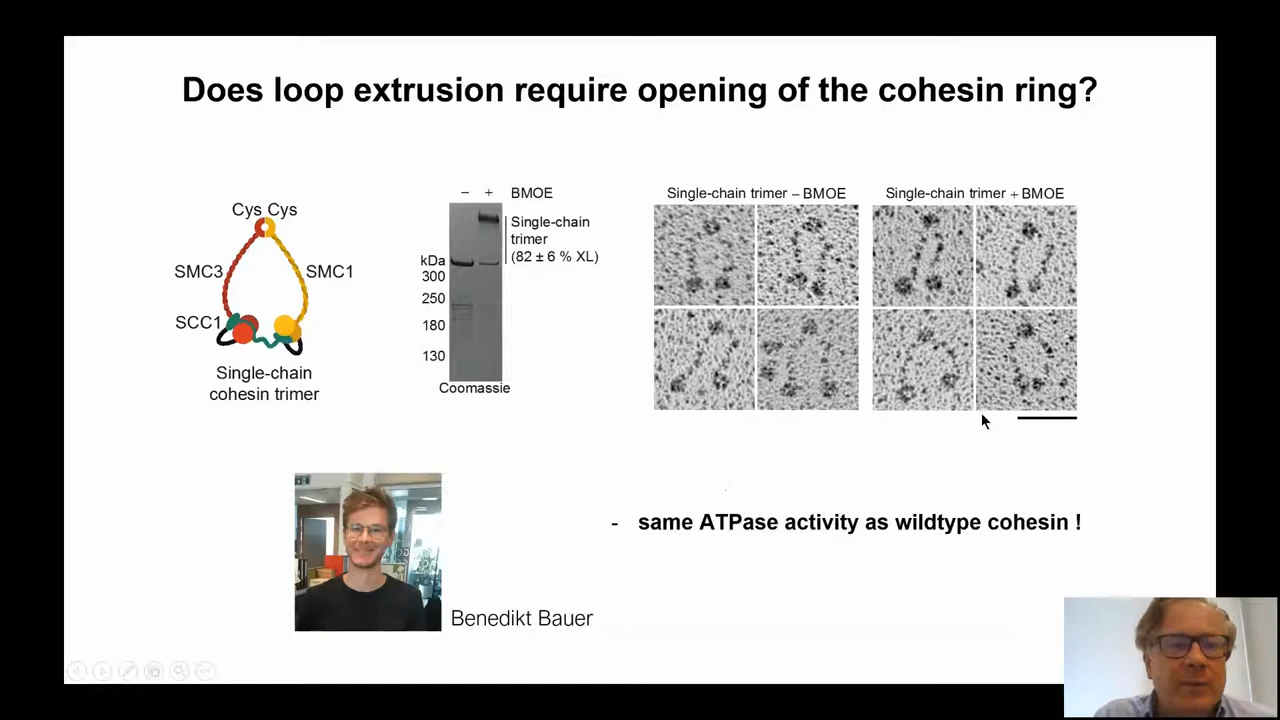 Does loop extrusion require opening of the cohesin ring?
Cys Cys
SMC3
SMC1
SCC1
Single-chain
cohesin trimer
− + BMOE
Single-chain
trimer
(82 ± 6 % XL)
kDa
300
250
180
130
Coomassie
Single-chain trimer − BMOE
Single-chain trimer + BMOE
- same ATPase activity as wildtype cohesin !
Benedikt Bauer